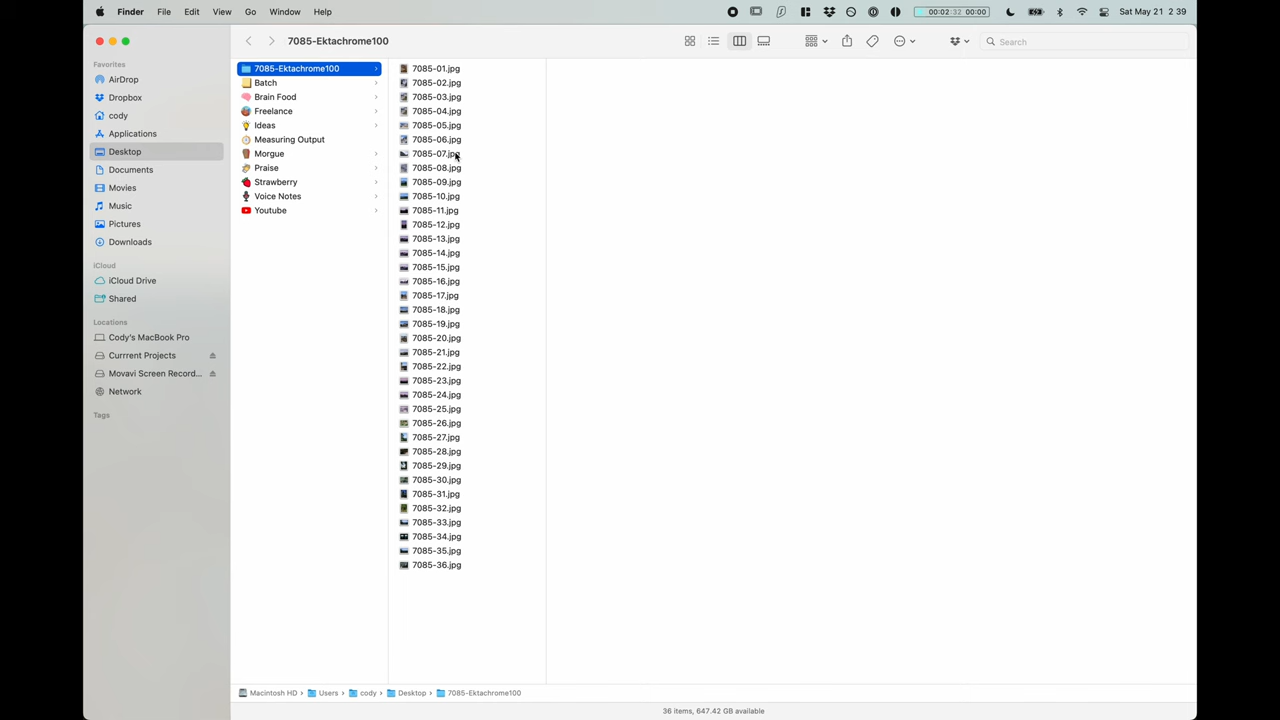 Finder File Edit View Go Window Help 00:02:32 00:00 Sat May 21 2 39
7085-Ektachrome100 Search
Favorites
AirDrop
Dropbox
cody
Applications
Desktop
Documents
Movies
Music
Pictures
Downloads
iCloud
iCloud Drive
Shared
Locations
Cody's MacBook Pro
Currrent Projects
Movavi Screen Record...
Network
Tags
7085-Ektachrome100
Batch
Brain Food
Freelance
Ideas
Measuring Output
Morgue
Praise
Strawberry
Voice Notes
Youtube
7085-01.jpg
7085-02.jpg
7085-03.jpg
7085-04.jpg
7085-05.jpg
7085-06.jpg
7085-07.jpg
7085-08.jpg
7085-09.jpg
7085-10.jpg
7085-11.jpg
7085-12.jpg
7085-13.jpg
7085-14.jpg
7085-15.jpg
7085-16.jpg
7085-17.jpg
7085-18.jpg
7085-19.jpg
7085-20.jpg
7085-21.jpg
7085-22.jpg
7085-23.jpg
7085-24.jpg
7085-25.jpg
7085-26.jpg
7085-27.jpg
7085-28.jpg
7085-29.jpg
7085-30.jpg
7085-31.jpg
7085-32.jpg
7085-33.jpg
7085-34.jpg
7085-35.jpg
7085-36.jpg
Macintosh HD › Users › cody › Desktop › 7085-Ektachrome100
36 items, 647.42 GB available